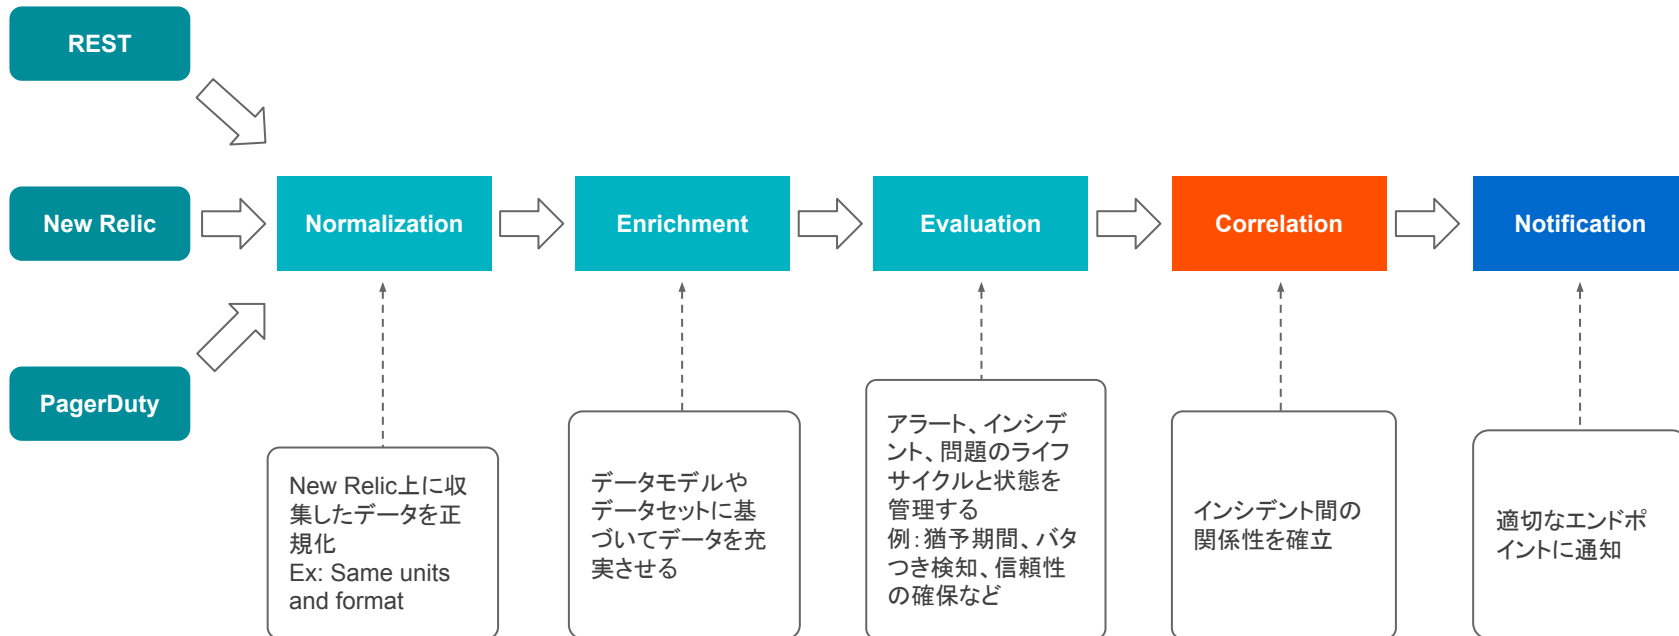 REST
New Relic
PagerDuty
Normalization
Enrichment
Evaluation
Correlation
Notification
New Relic上に収
集したデータを正
規化
Ex: Same units
and format
データモデルや
データセットに基
づいてデータを充
実させる
アラート、インシデ
ント、問題のライフ
サイクルと状態を
管理する
例：猶予期間、バタ
つき検知、信頼性
の確保など
インシデント間の
関係性を確立
適切なエンドポ
イントに通知